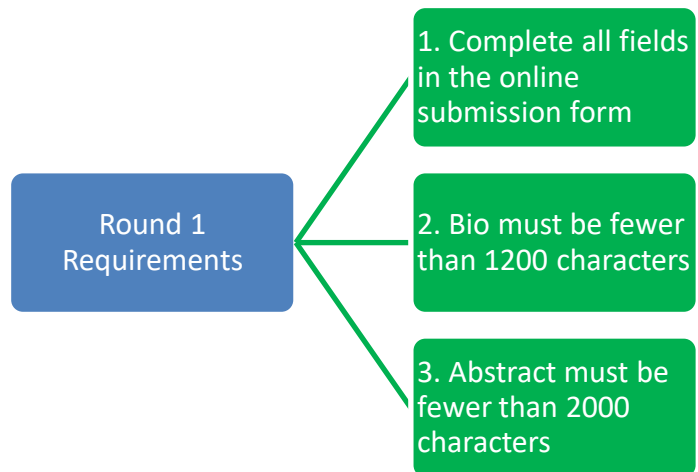 1. Complete all fields
in the online
submission form
Round 1
Requirements
2. Bio must be fewer
than 1200 characters
3. Abstract must be
fewer than 2000
characters